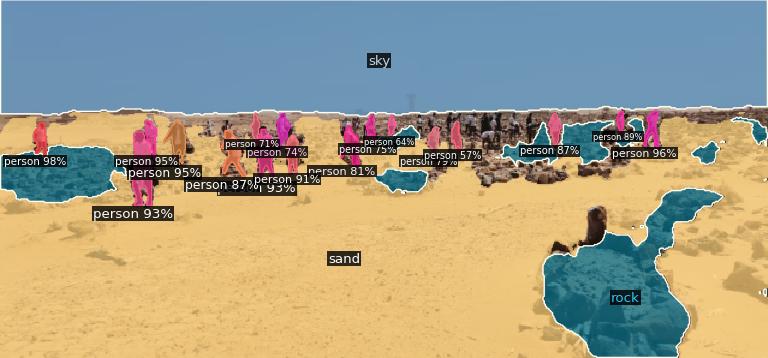 sky
person 89%
person 64%
person 71%
person 75%
person 87%
person 74%
person 57%
person 96%
person 98%
person 95%
person 79%
person 95%
person 81%
person 91%
person 87%
93%
person 93%
sand
rock